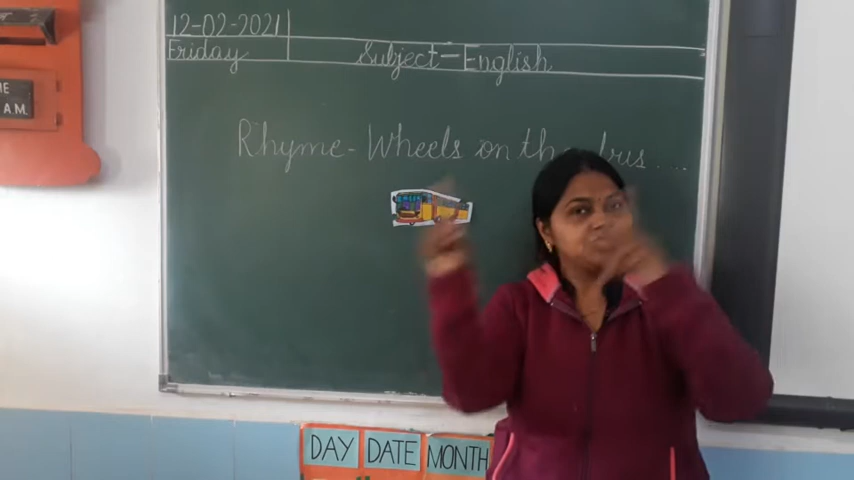 12-02-2021
Friday Subject - English
Rhyme - Wheels on the bus .....
A.M.
DAY DATE MONTH